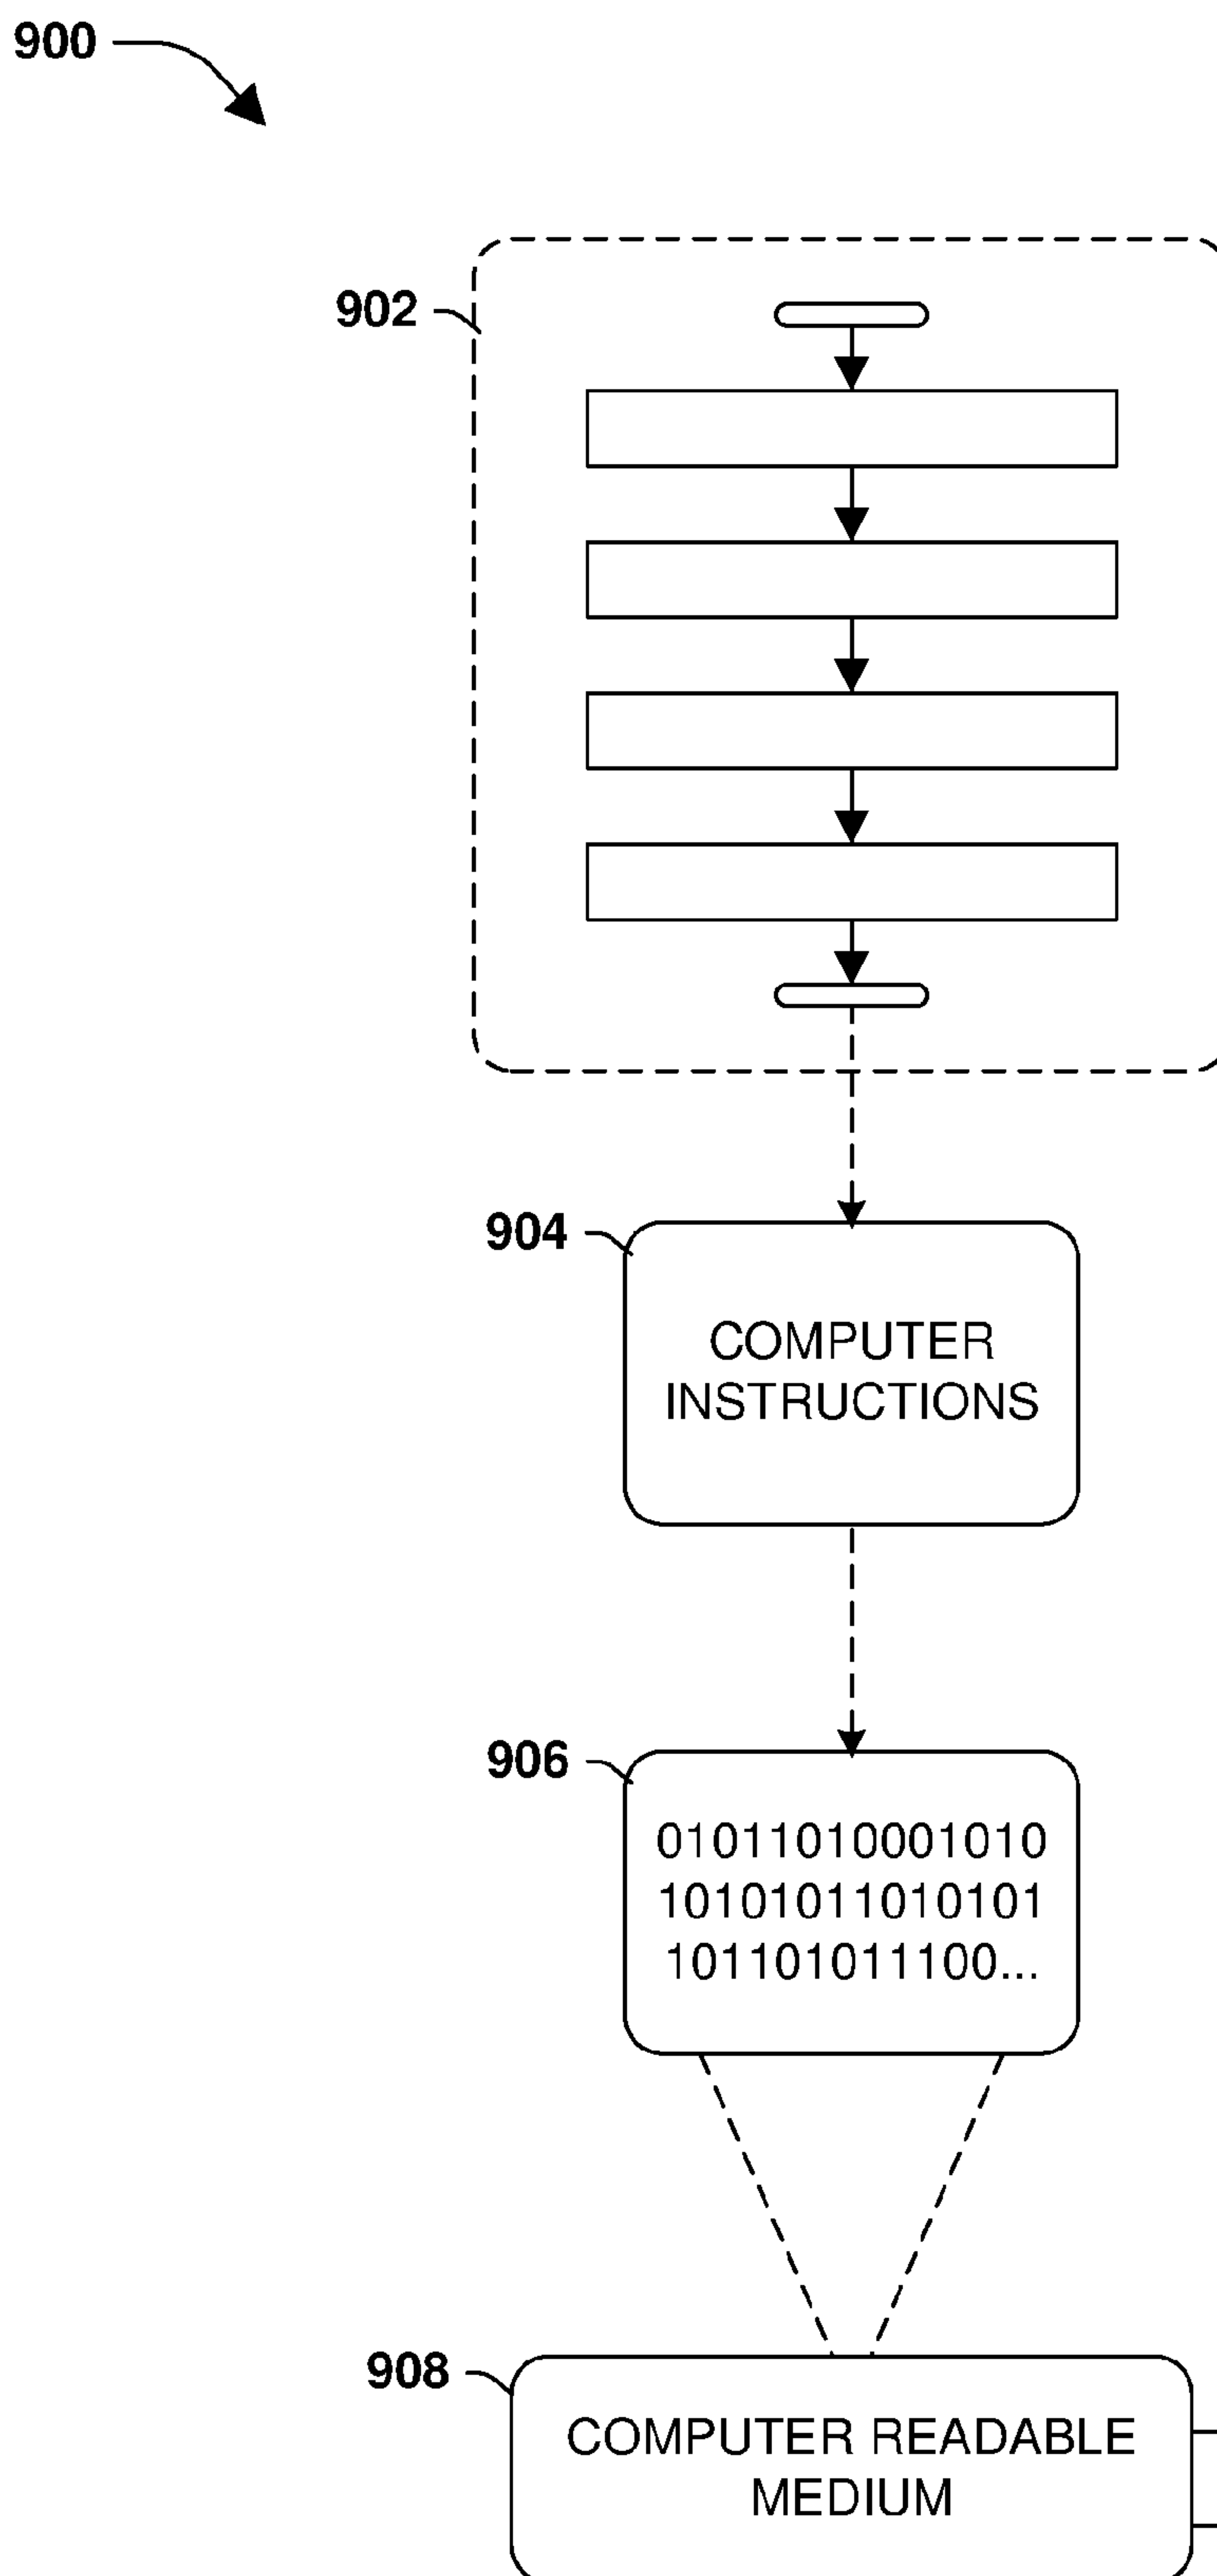 900
902
904
COMPUTER
INSTRUCTIONS
906
01011010001010
10101011010101
101101011100...
908
COMPUTER READABLE
MEDIUM